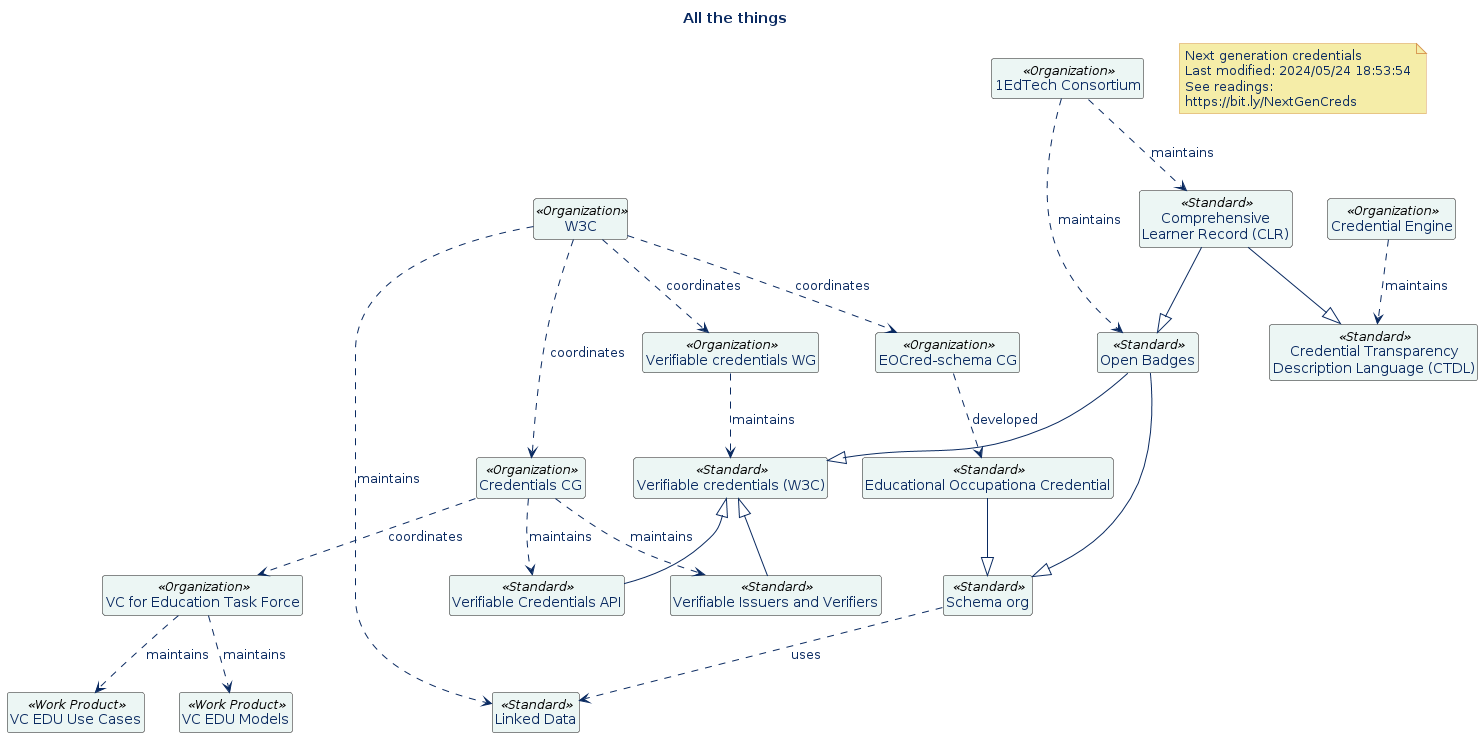 All the things
Next generation credentials
Last modified: 2024/05/24 18:53:54
See readings:
https://bit.ly/NextGenCreds
«Organization»
1EdTech Consortium
maintains
maintains
«Organization»
W3C
«Standard»
Comprehensive
Learner Record (CLR)
«Organization»
Credential Engine
coordinates
coordinates
maintains
coordinates
«Organization»
Verifiable credentials WG
«Organization»
EOCred-schema CG
«Standard»
Open Badges
«Standard»
Credential Transparency
Description Language (CTDL)
maintains
developed
maintains
«Organization»
Credentials CG
«Standard»
Verifiable credentials (W3C)
«Standard»
Educational Occupationa Credential
coordinates
maintains
maintains
«Organization»
VC for Education Task Force
«Standard»
Verifiable Credentials API
«Standard»
Verifiable Issuers and Verifiers
«Standard»
Schema org
maintains
maintains
uses
«Work Product»
VC EDU Use Cases
«Work Product»
VC EDU Models
«Standard»
Linked Data